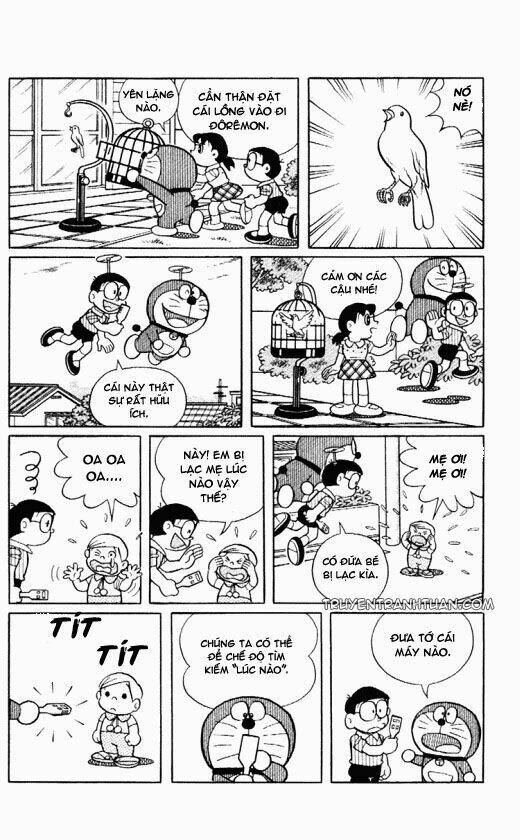 NÓ
NÈ!
CẨN THẬN ĐẶT
CÁI LỒNG VÀO ĐI
ĐÔRÊMON.
YÊN LẶNG
NÀO.
CẢM ƠN CÁC
CẬU NHÉ!
CÁI NÀY THẬT
SỰ RẤT HỮU
ÍCH.
MẸ ƠI!
MẸ ƠI!
CÓ ĐỨA BÉ
BỊ LẠC KÌA.
NÀY! EM BỊ
LẠC MẸ LÚC
NÀO VẬY
THẾ?
OA OA
OA....
TRUYENTRANHTUAN.COM
ĐƯA TỚ CÁI
MÁY NÀO.
CHÚNG TA CÓ THỂ
ĐỂ CHẾ ĐỘ TÌM
KIẾM “LÚC NÀO”.
TÍT
TÍT